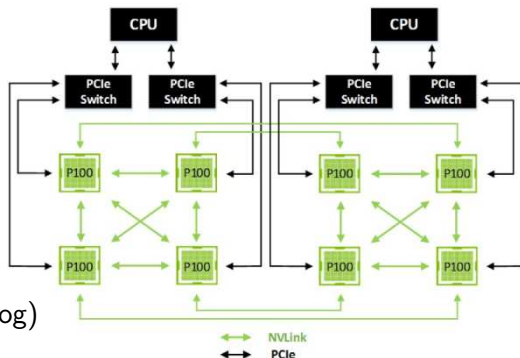 CPU CPU
PCIe Switch PCIe Switch PCIe Switch PCIe Switch
P100 P100 P100 P100
P100 P100 P100 P100
og)
NVLink
PCIe